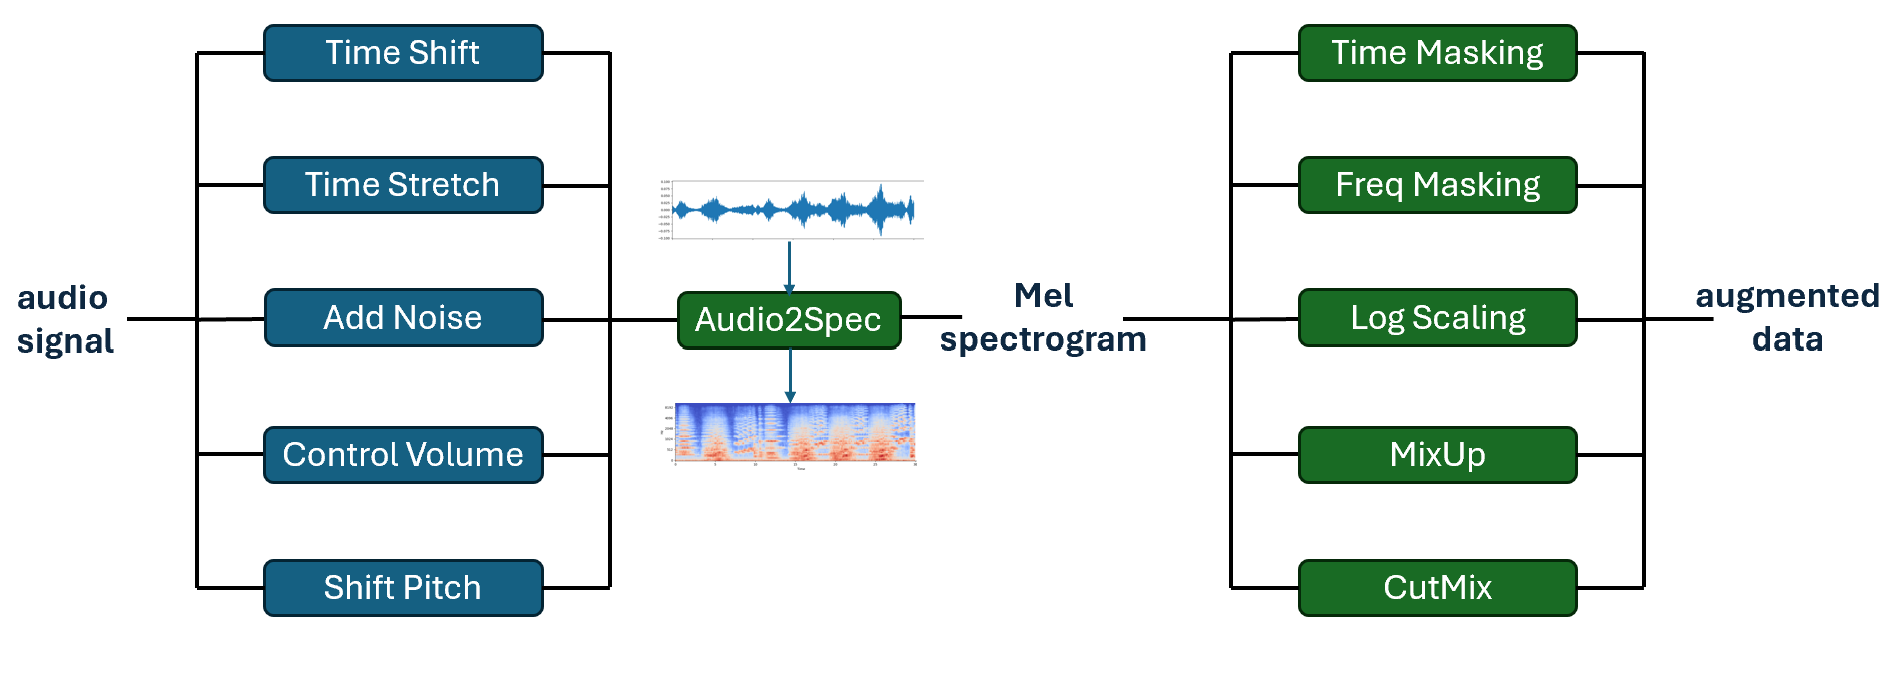 audio
signal
Time Shift
Time Stretch
Add Noise
Control Volume
Shift Pitch
Audio2Spec
Mel
spectrogram
Time Masking
Freq Masking
Log Scaling
MixUp
CutMix
augmented
data